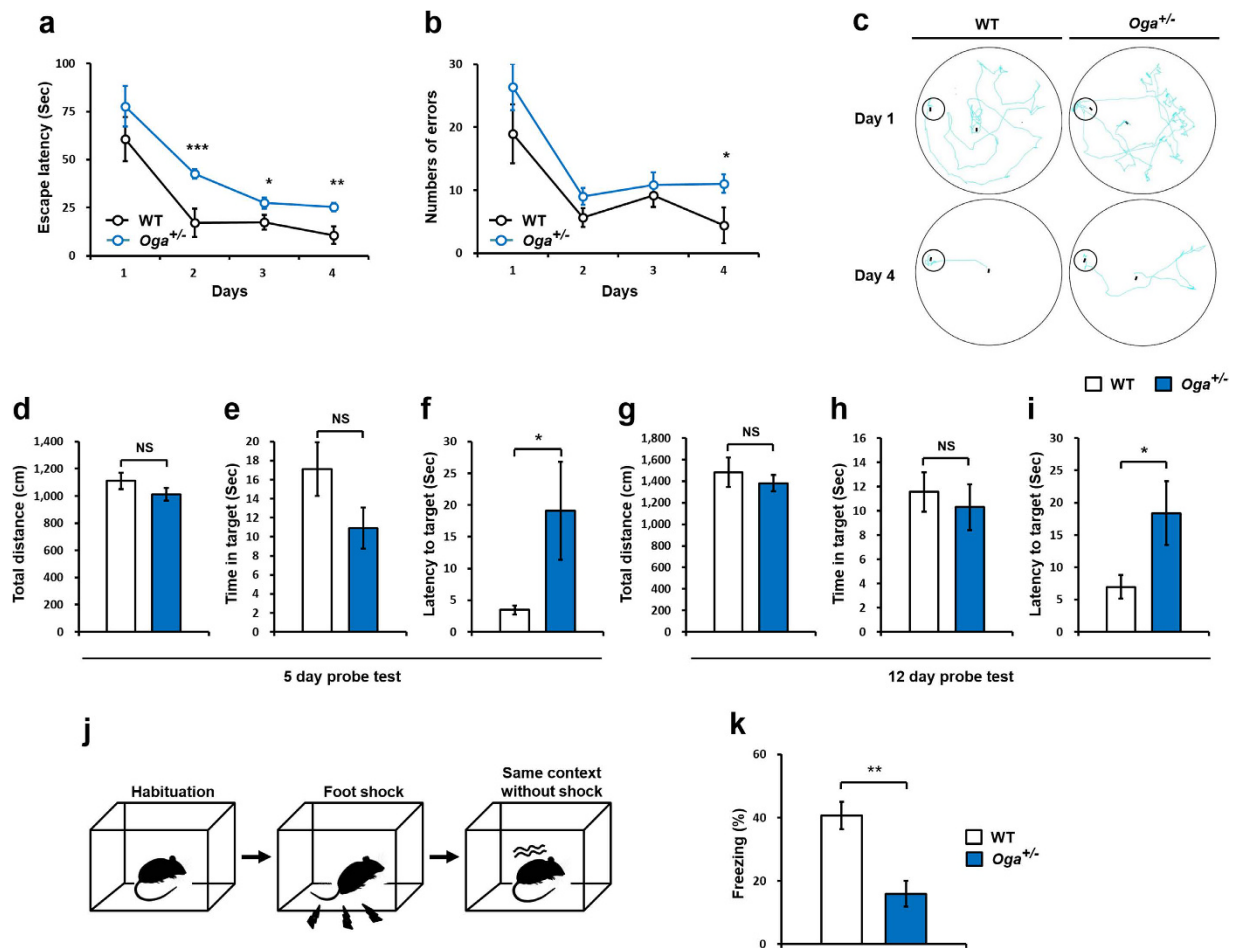 a
100
75
50
25
0
Escape latency (Sec)
***
*
**
WT
Oga+/-
1 2 3 4
Days
b
30
20
10
0
Numbers of errors
*
WT
Oga+/-
1 2 3 4
Days
c
WT Oga+/-
Day 1
Day 4
WT Oga+/-
d
1,400
1,200
1,000
800
600
400
200
0
Total distance (cm)
NS
e
20
18
16
14
12
10
8
6
4
2
0
Time in target (Sec)
NS
f
30
25
20
15
10
5
0
Latency to target (Sec)
*
5 day probe test
g
1,800
1,600
1,400
1,200
1,000
800
600
400
200
0
Total distance (cm)
NS
h
16
14
12
10
8
6
4
2
0
Time in target (Sec)
NS
i
30
25
20
15
10
5
0
Latency to target (Sec)
*
12 day probe test
j
Habituation
Foot shock
Same context
without shock
k
60
40
20
0
Freezing (%)
**
WT
Oga+/-